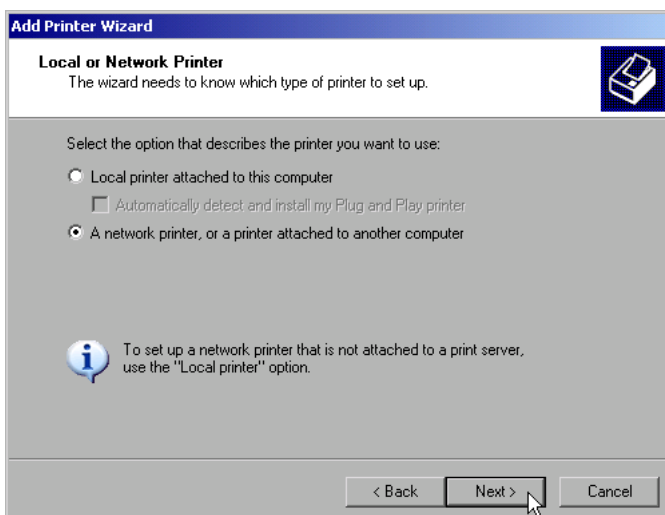 Add Printer Wizard
Local or Network Printer
The wizard needs to know which type of printer to set up.
Select the option that describes the printer you want to use:
Local printer attached to this computer
Automatically detect and install my Plug and Play printer
A network printer, or a printer attached to another computer
To set up a network printer that is not attached to a print server,
use the "Local printer" option.
< Back
Next >
Cancel